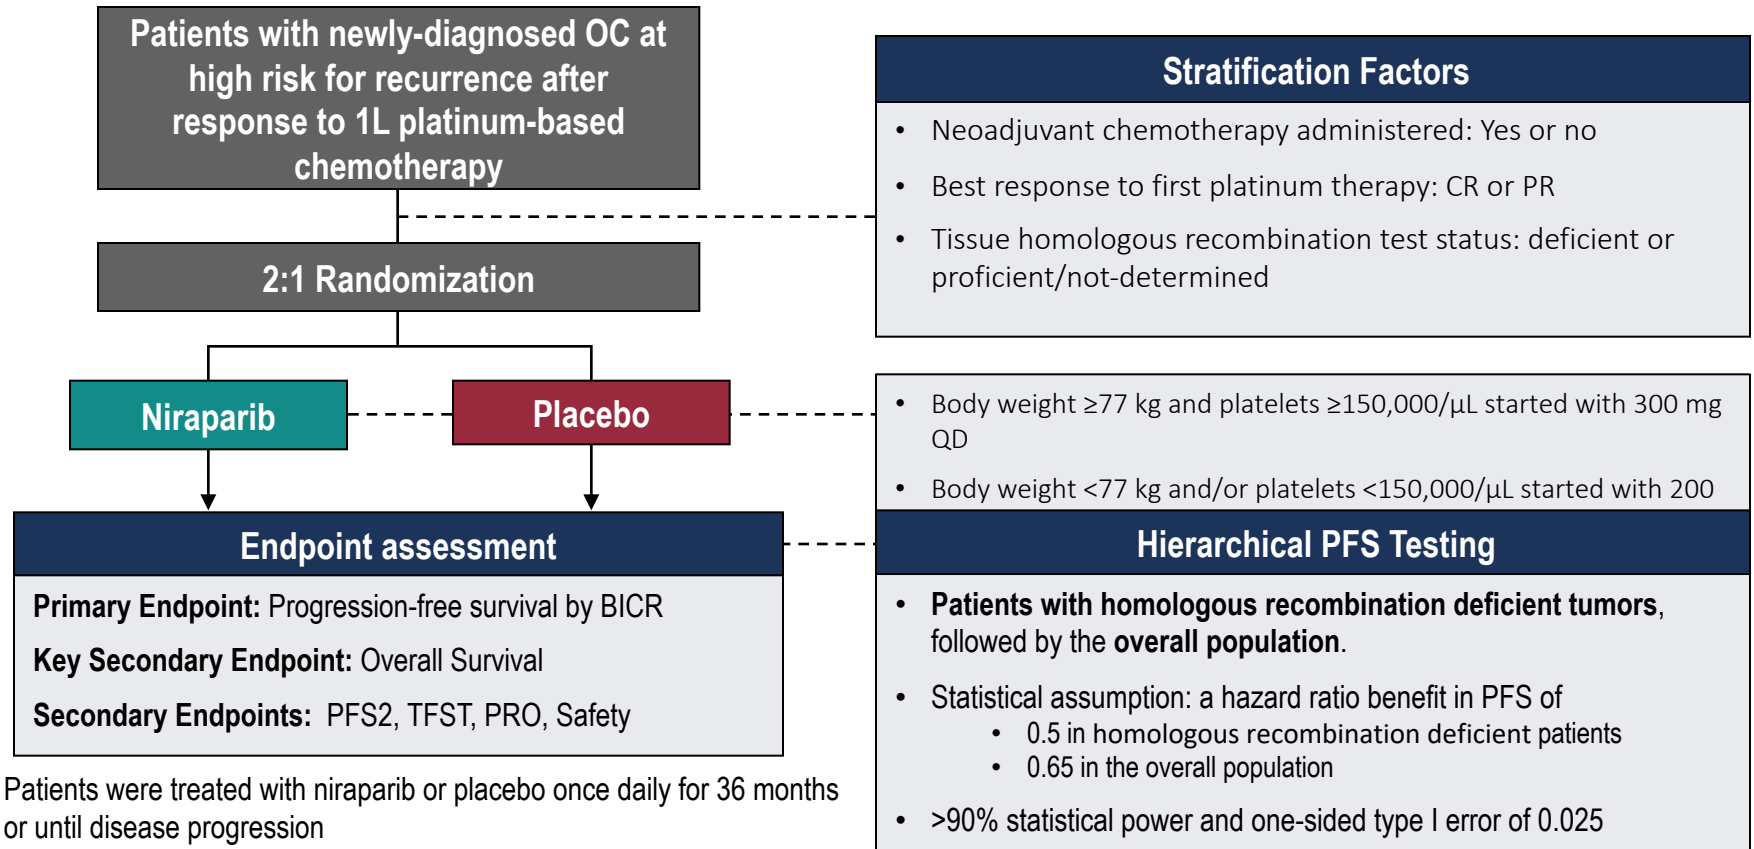 Patients with newly-diagnosed OC at
high risk for recurrence after
response to 1L platinum-based
chemotherapy
2:1 Randomization
Niraparib
Placebo
Endpoint assessment
Primary Endpoint: Progression-free survival by BICR
Key Secondary Endpoint: Overall Survival
Secondary Endpoints: PFS2, TFST, PRO, Safety
Patients were treated with niraparib or placebo once daily for 36 months
or until disease progression
Stratification Factors
• Neoadjuvant chemotherapy administered: Yes or no
• Best response to first platinum therapy: CR or PR
• Tissue homologous recombination test status: deficient or
proficient/not-determined
• Body weight ≥77 kg and platelets ≥150,000/μL started with 300 mg
QD
• Body weight <77 kg and/or platelets <150,000/μL started with 200
Hierarchical PFS Testing
• Patients with homologous recombination deficient tumors,
followed by the overall population.
• Statistical assumption: a hazard ratio benefit in PFS of
• 0.5 in homologous recombination deficient patients
• 0.65 in the overall population
• >90% statistical power and one-sided type I error of 0.025